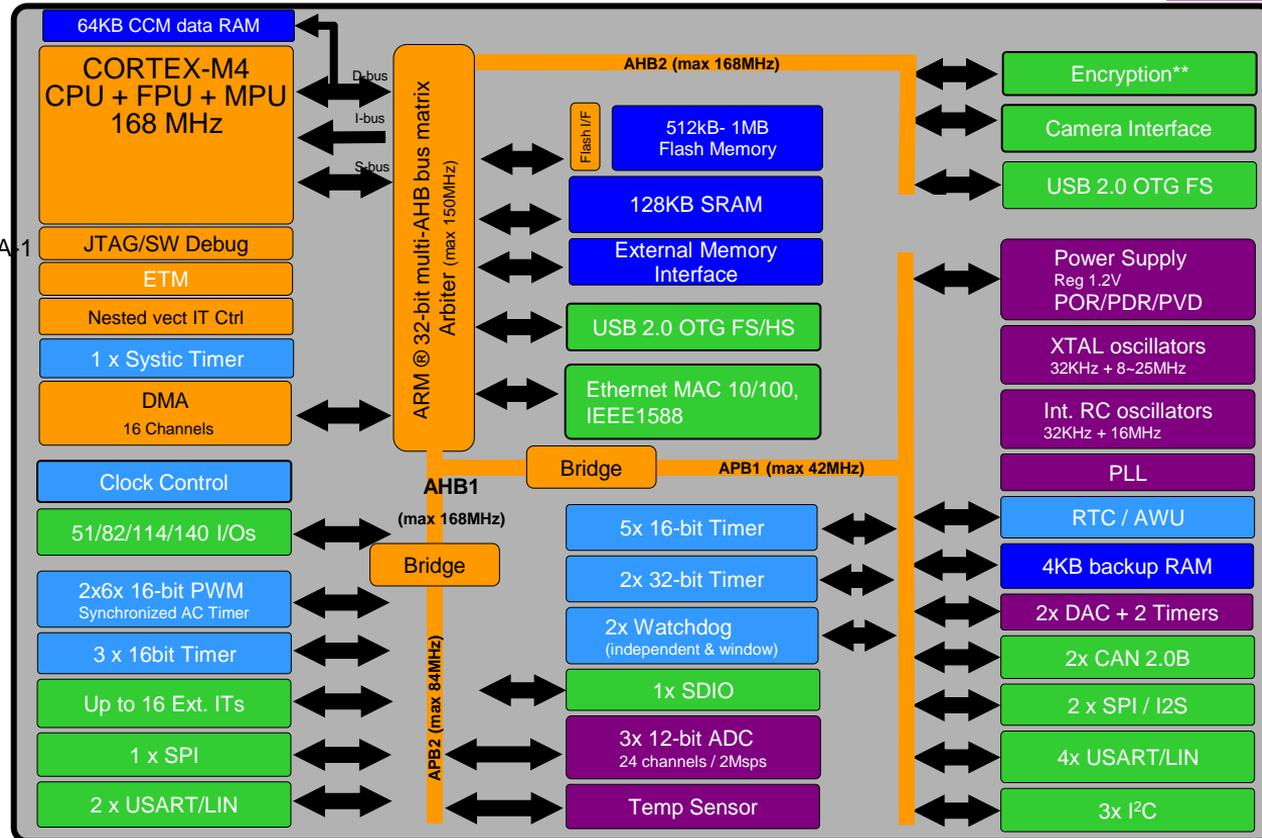 64KB CCM data RAM
CORTEX-M4
CPU + FPU + MPU
168 MHz
D-bus
I-bus
S-bus
A-1
JTAG/SW Debug
ETM
Nested vect IT Ctrl
1 x Systic Timer
DMA
16 Channels
Clock Control
51/82/114/140 I/Os
2x6x 16-bit PWM
Synchronized AC Timer
3 x 16bit Timer
Up to 16 Ext. ITs
1 x SPI
2 x USART/LIN
ARM ® 32-bit multi-AHB bus matrix
Arbiter (max 150MHz)
AHB1
(max 168MHz)
Bridge
APB2 (max 84MHz)
AHB2 (max 168MHz)
Flash I/F
512kB- 1MB
Flash Memory
128KB SRAM
External Memory
Interface
USB 2.0 OTG FS/HS
Ethernet MAC 10/100,
IEEE1588
Bridge
APB1 (max 42MHz)
5x 16-bit Timer
2x 32-bit Timer
2x Watchdog
(independent & window)
1x SDIO
3x 12-bit ADC
24 channels / 2Msps
Temp Sensor
Encryption**
Camera Interface
USB 2.0 OTG FS
Power Supply
Reg 1.2V
POR/PDR/PVD
XTAL oscillators
32KHz + 8~25MHz
Int. RC oscillators
32KHz + 16MHz
PLL
RTC / AWU
4KB backup RAM
2x DAC + 2 Timers
2x CAN 2.0B
2 x SPI / I2S
4x USART/LIN
3x I²C